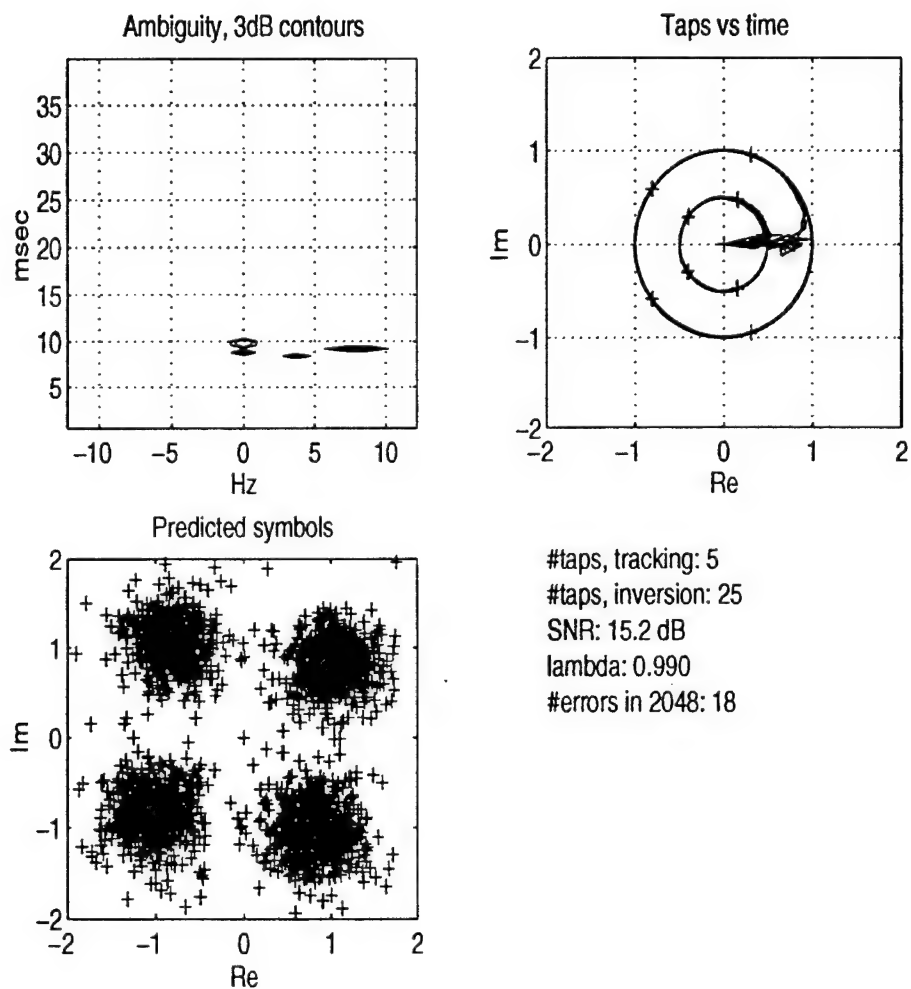 Ambiguity, 3dB contours
35
30
25
20
15
10
5
msec
-10
-5
0
5
10
Hz
Taps vs time
2
1
0
-1
-2
Im
-2
-1
0
1
2
Re
Predicted symbols
2
1
0
-1
-2
Im
-2
-1
0
1
2
Re
#taps, tracking: 5
#taps, inversion: 25
SNR: 15.2 dB
lambda: 0.990
#errors in 2048: 18